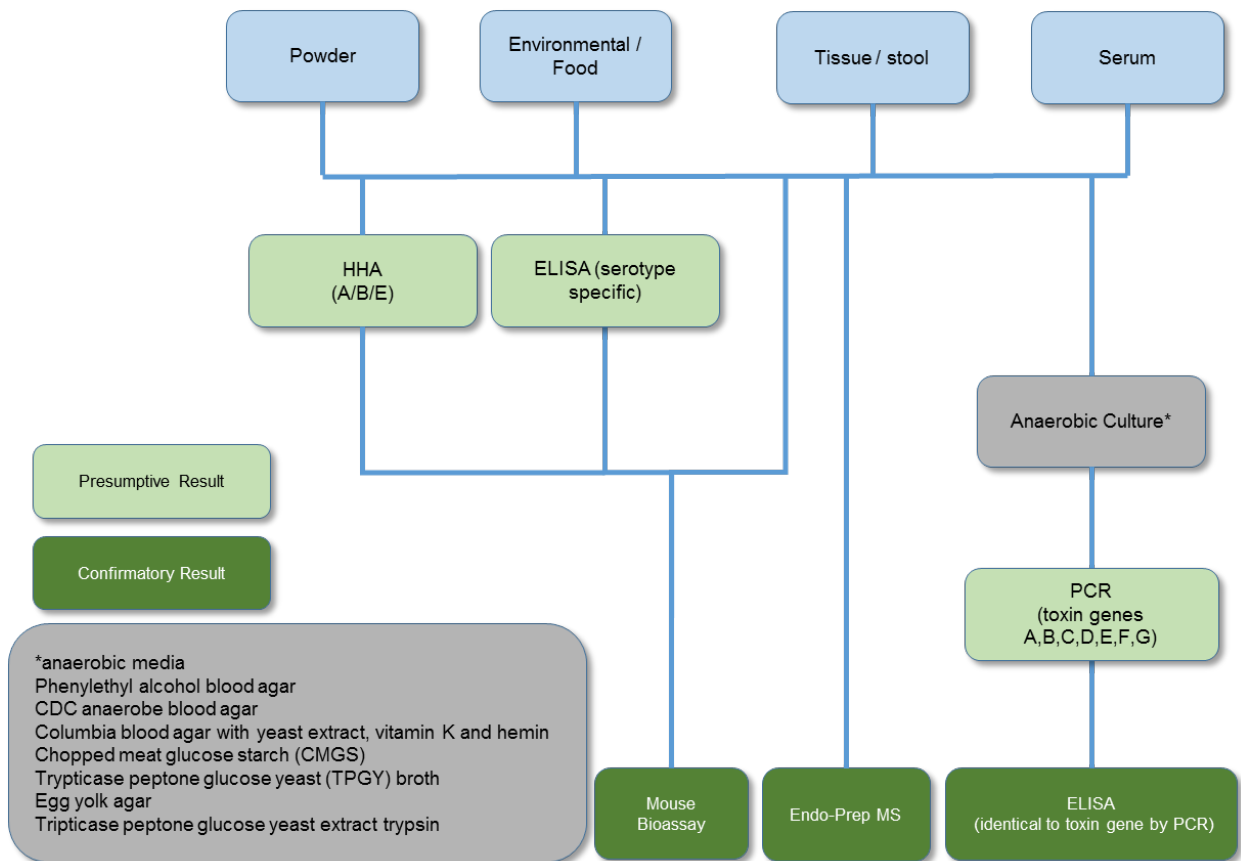 Powder
Environmental /
Food
Tissue / stool
Serum
HHA
(A/B/E)
ELISA (serotype
specific)
Anaerobic Culture*
Presumptive Result
Confirmatory Result
PCR
(toxin genes
A,B,C,D,E,F,G)
*anaerobic media
Phenylethyl alcohol blood agar
CDC anaerobe blood agar
Columbia blood agar with yeast extract, vitamin K and hemin
Chopped meat glucose starch (CMGS)
Trypticase peptone glucose yeast (TPGY) broth
Egg yolk agar
Tripticase peptone glucose yeast extract trypsin
Mouse
Bioassay
Endo-Prep MS
ELISA
(identical to toxin gene by PCR)